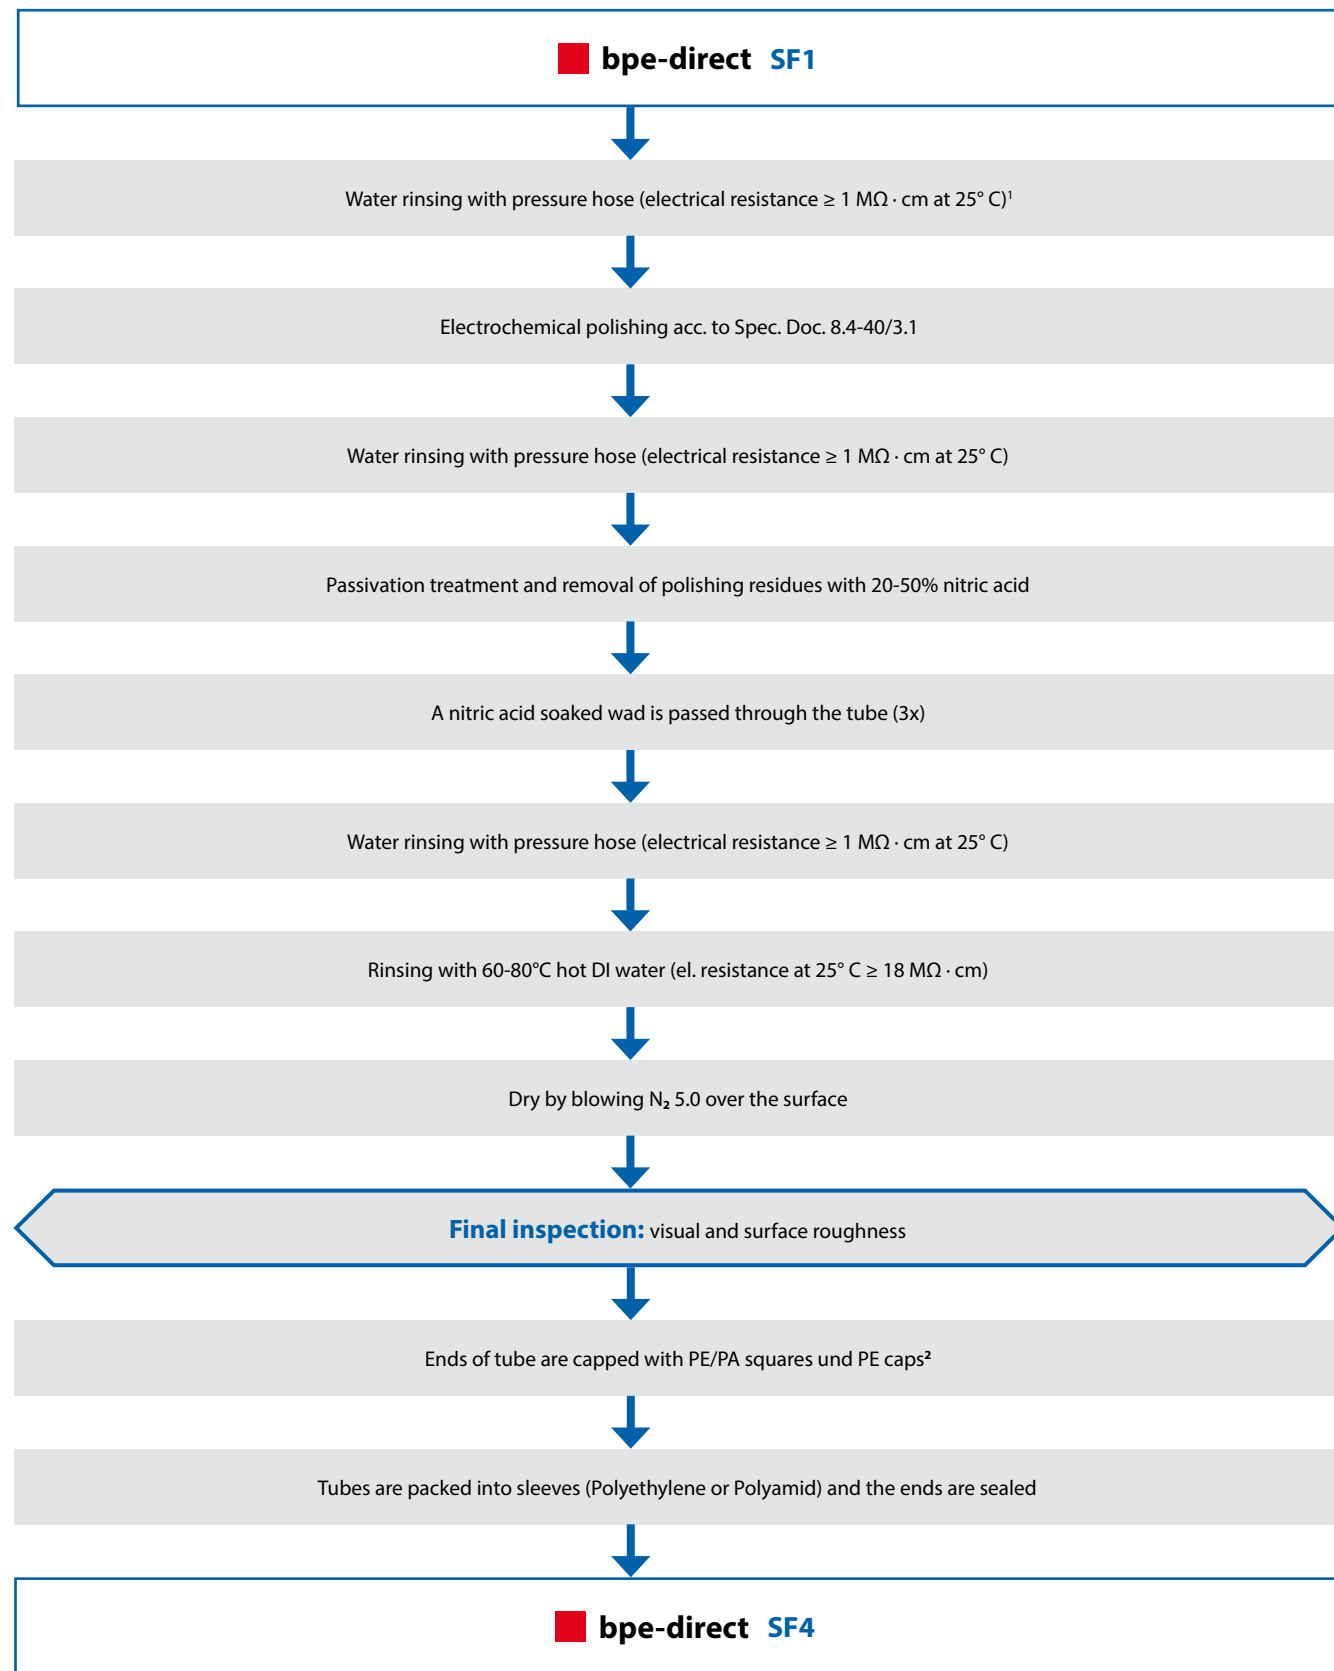 bpe-direct SF1
Water rinsing with pressure hose (electrical resistance ≥ 1 MΩ · cm at 25° C)¹
Electrochemical polishing acc. to Spec. Doc. 8.4-40/3.1
Water rinsing with pressure hose (electrical resistance ≥ 1 MΩ · cm at 25° C)
Passivation treatment and removal of polishing residues with 20-50% nitric acid
A nitric acid soaked wad is passed through the tube (3x)
Water rinsing with pressure hose (electrical resistance ≥ 1 MΩ · cm at 25° C)
Rinsing with 60-80°C hot DI water (el. resistance at 25° C ≥ 18 MΩ · cm)
Dry by blowing N₂ 5.0 over the surface
Final inspection: visual and surface roughness
Ends of tube are capped with PE/PA squares und PE caps²
Tubes are packed into sleeves (Polyethylene or Polyamid) and the ends are sealed
bpe-direct SF4